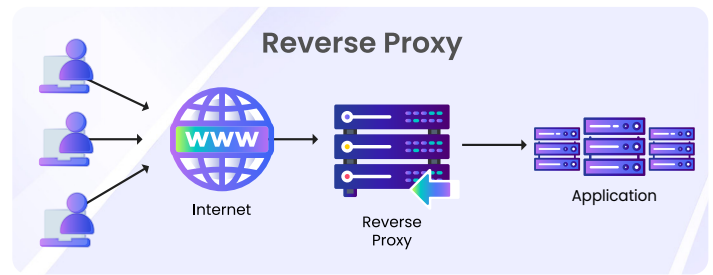 Reverse Proxy
www
Internet
Reverse
Proxy
Application